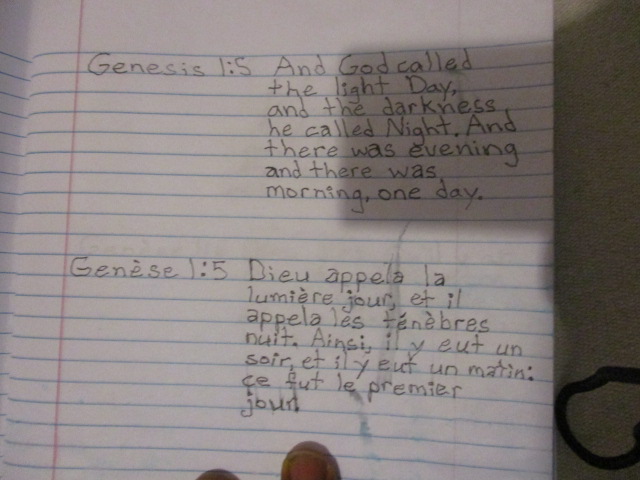 Genesis 1:5 And God called
the light Day,
and the darkness
he called Night. And
there was evening
and there was
morning, one day.
Genèse 1:5 Dieu appela la
lumière jour, et il
appela les ténèbres
nuit. Ainsi, il y eut un
soir, et il y eut un matin:
ce fut le premier
jour.